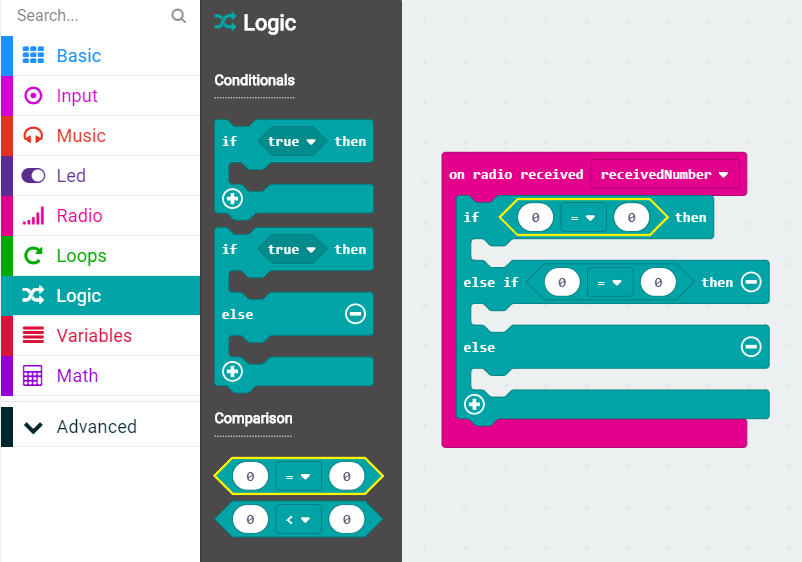 Search...
Basic
Input
Music
Led
Radio
Loops
Logic
Variables
Math
Advanced
Logic
Conditionals
if true then
if true then
else
Comparison
0 = 0
0 < 0
on radio received receivedNumber
if 0 = 0 then
else if 0 = 0 then
else